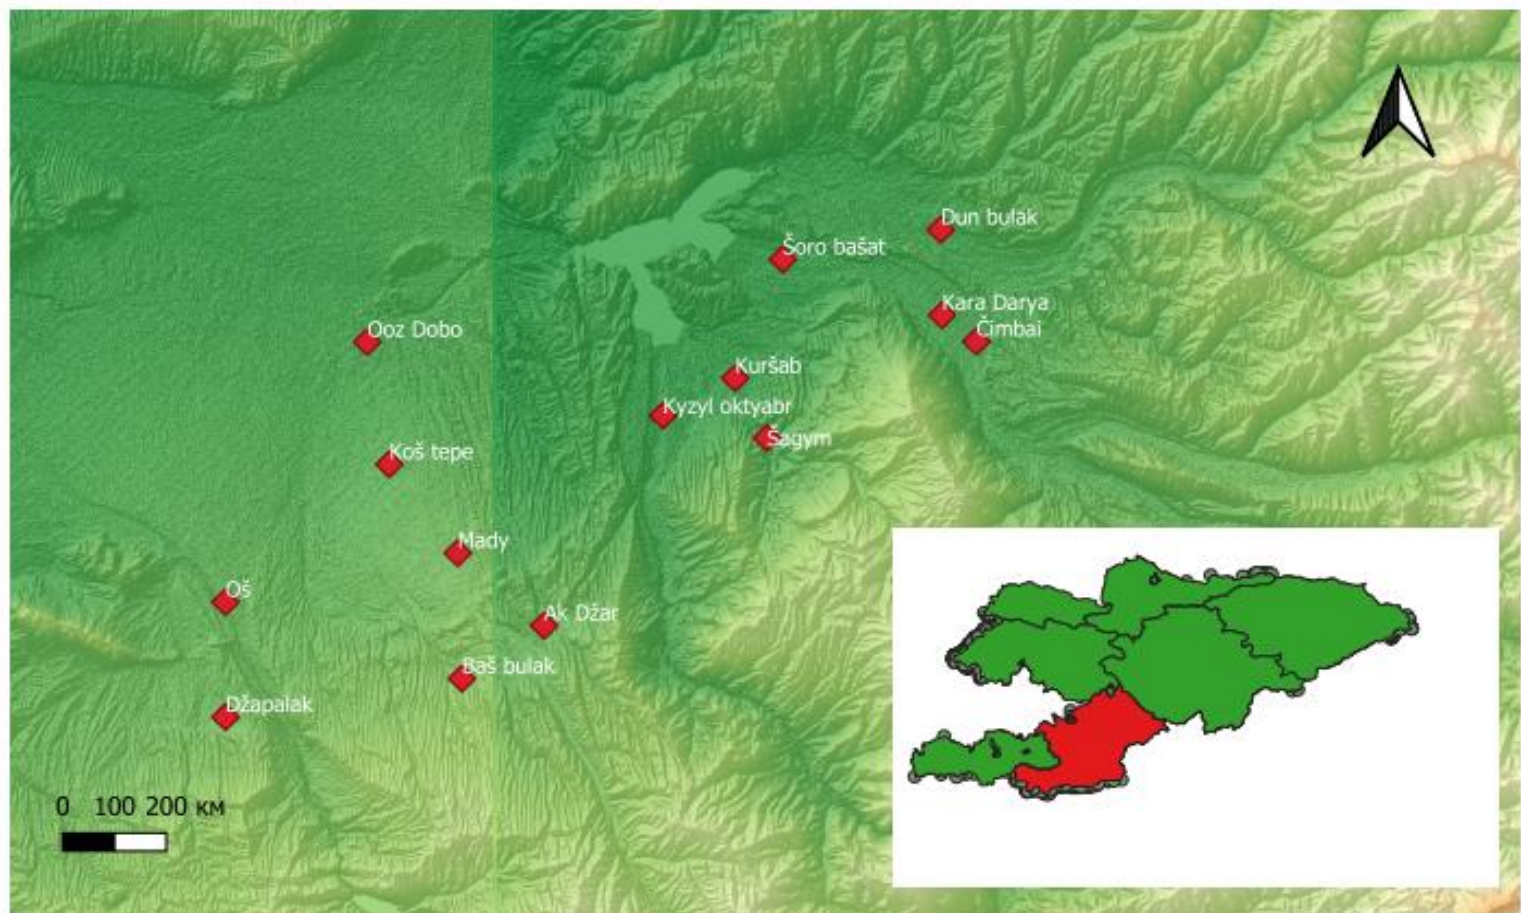 Dun bulak
Šoro bašat
Kara Darya
Ooz Dobo
Čimbai
Kuršab
Kyzyl oktyabr
Šagym
Koš tepe
Mady
Oš
Ak Džar
Baš bulak
Džapalak
0 100 200 км